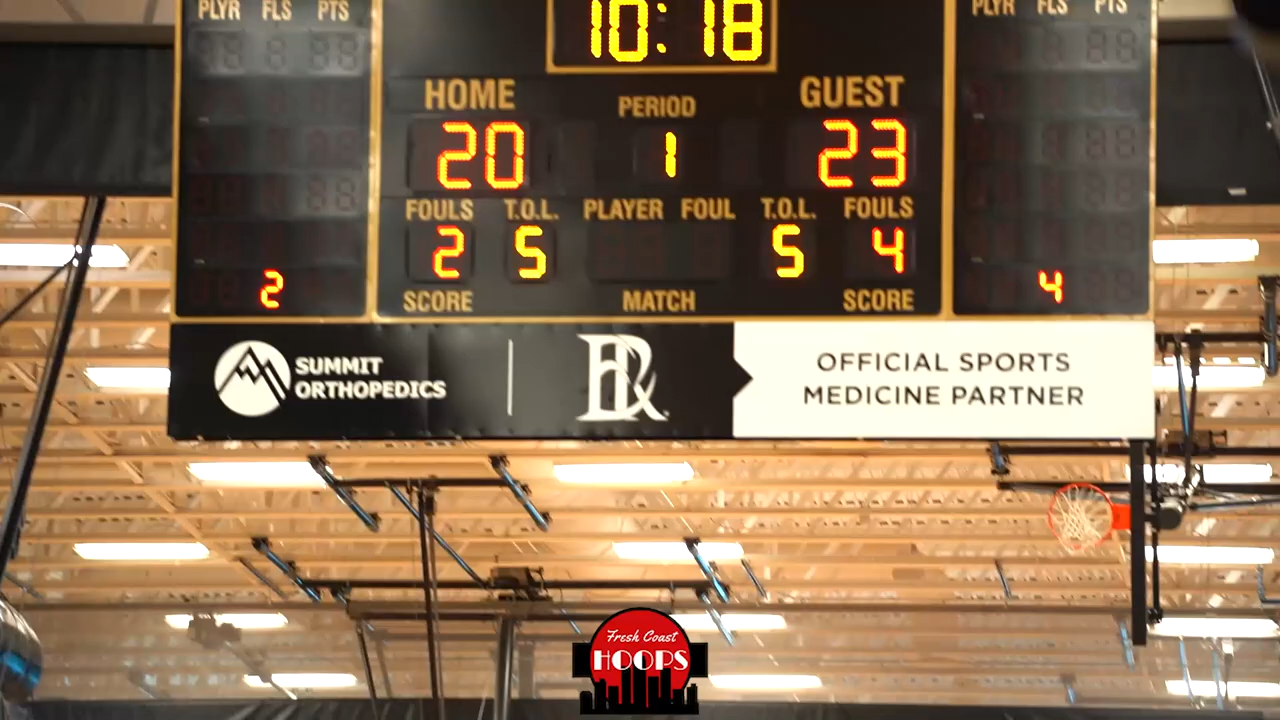 PLYR FLS PTS
10:18
PLYR FLS PTS
HOME
PERIOD
GUEST
20
1
23
FOULS T.O.L. PLAYER FOUL T.O.L. FOULS
2 5 5 4
2
4
SCORE MATCH SCORE
SUMMIT
ORTHOPEDICS
OFFICIAL SPORTS
MEDICINE PARTNER
Fresh Coast
HOOPS